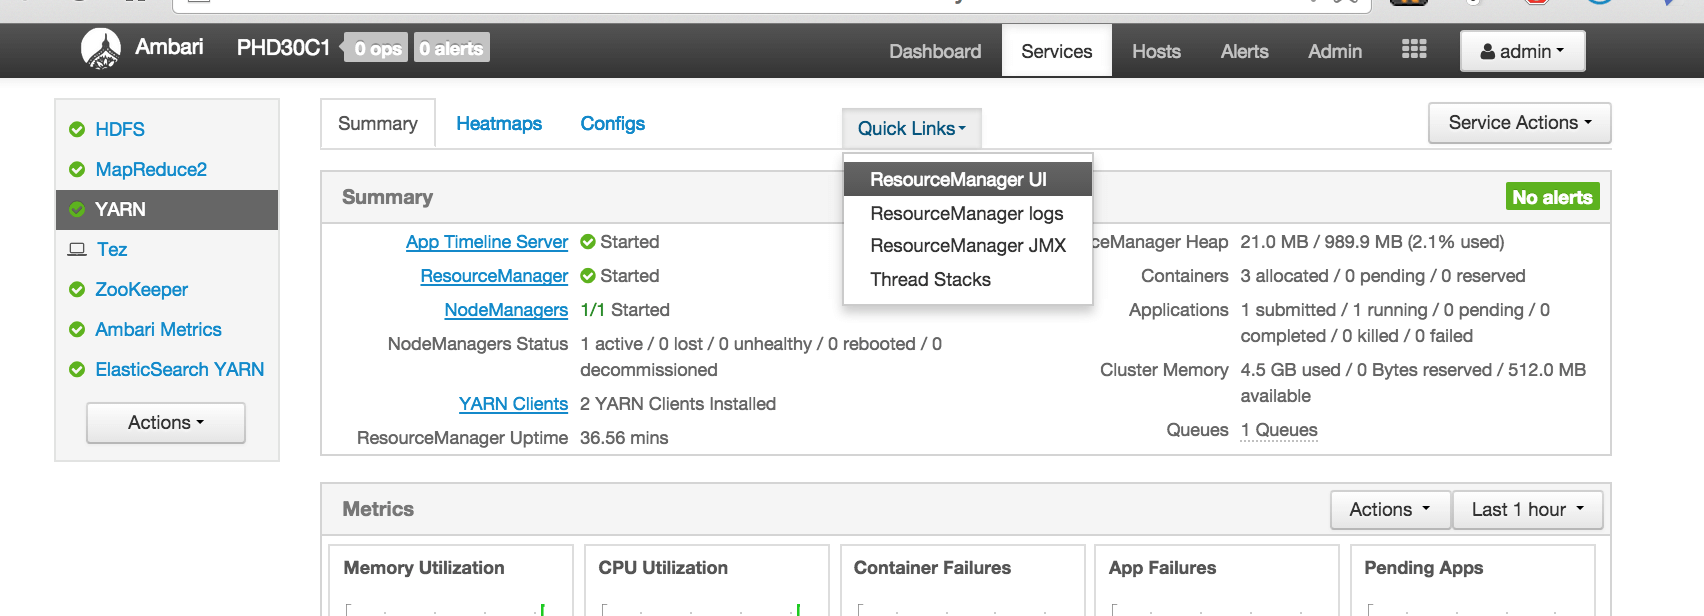 Ambari PHD30C1 0 ops 0 alerts Dashboard Services Hosts Alerts Admin admin
HDFS
MapReduce2
YARN
Tez
ZooKeeper
Ambari Metrics
ElasticSearch YARN
Actions
Summary Heatmaps Configs Quick Links Service Actions
ResourceManager UI
ResourceManager logs
ResourceManager JMX
Thread Stacks
Summary No alerts
App Timeline Server Started
ResourceManager Started
NodeManagers 1/1 Started
NodeManagers Status 1 active / 0 lost / 0 unhealthy / 0 rebooted / 0
decommissioned
YARN Clients 2 YARN Clients Installed
ResourceManager Uptime 36.56 mins
ceManager Heap 21.0 MB / 989.9 MB (2.1% used)
Containers 3 allocated / 0 pending / 0 reserved
Applications 1 submitted / 1 running / 0 pending / 0
completed / 0 killed / 0 failed
Cluster Memory 4.5 GB used / 0 Bytes reserved / 512.0 MB
available
Queues 1 Queues
Metrics Actions Last 1 hour
Memory Utilization CPU Utilization Container Failures App Failures Pending Apps